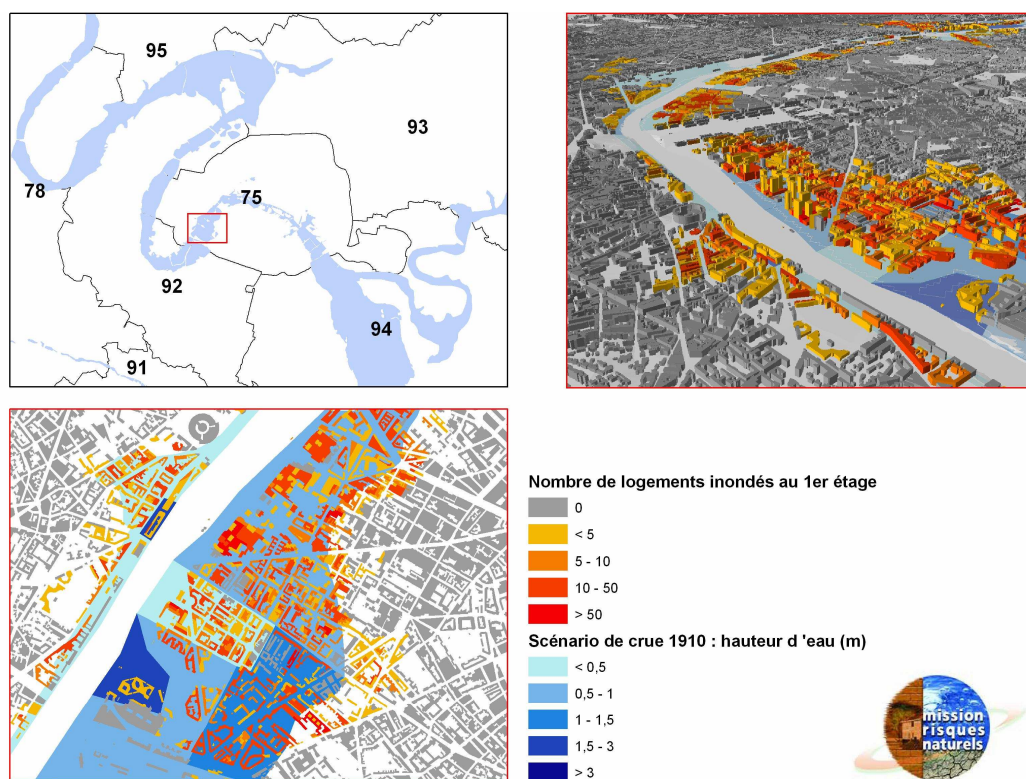 95
93
78
75
92
94
91
Nombre de logements inondés au 1er étage
0
< 5
5 - 10
10 - 50
> 50
Scénario de crue 1910 : hauteur d 'eau (m)
< 0,5
0,5 - 1
1 - 1,5
1,5 - 3
> 3
mission
risques
naturels